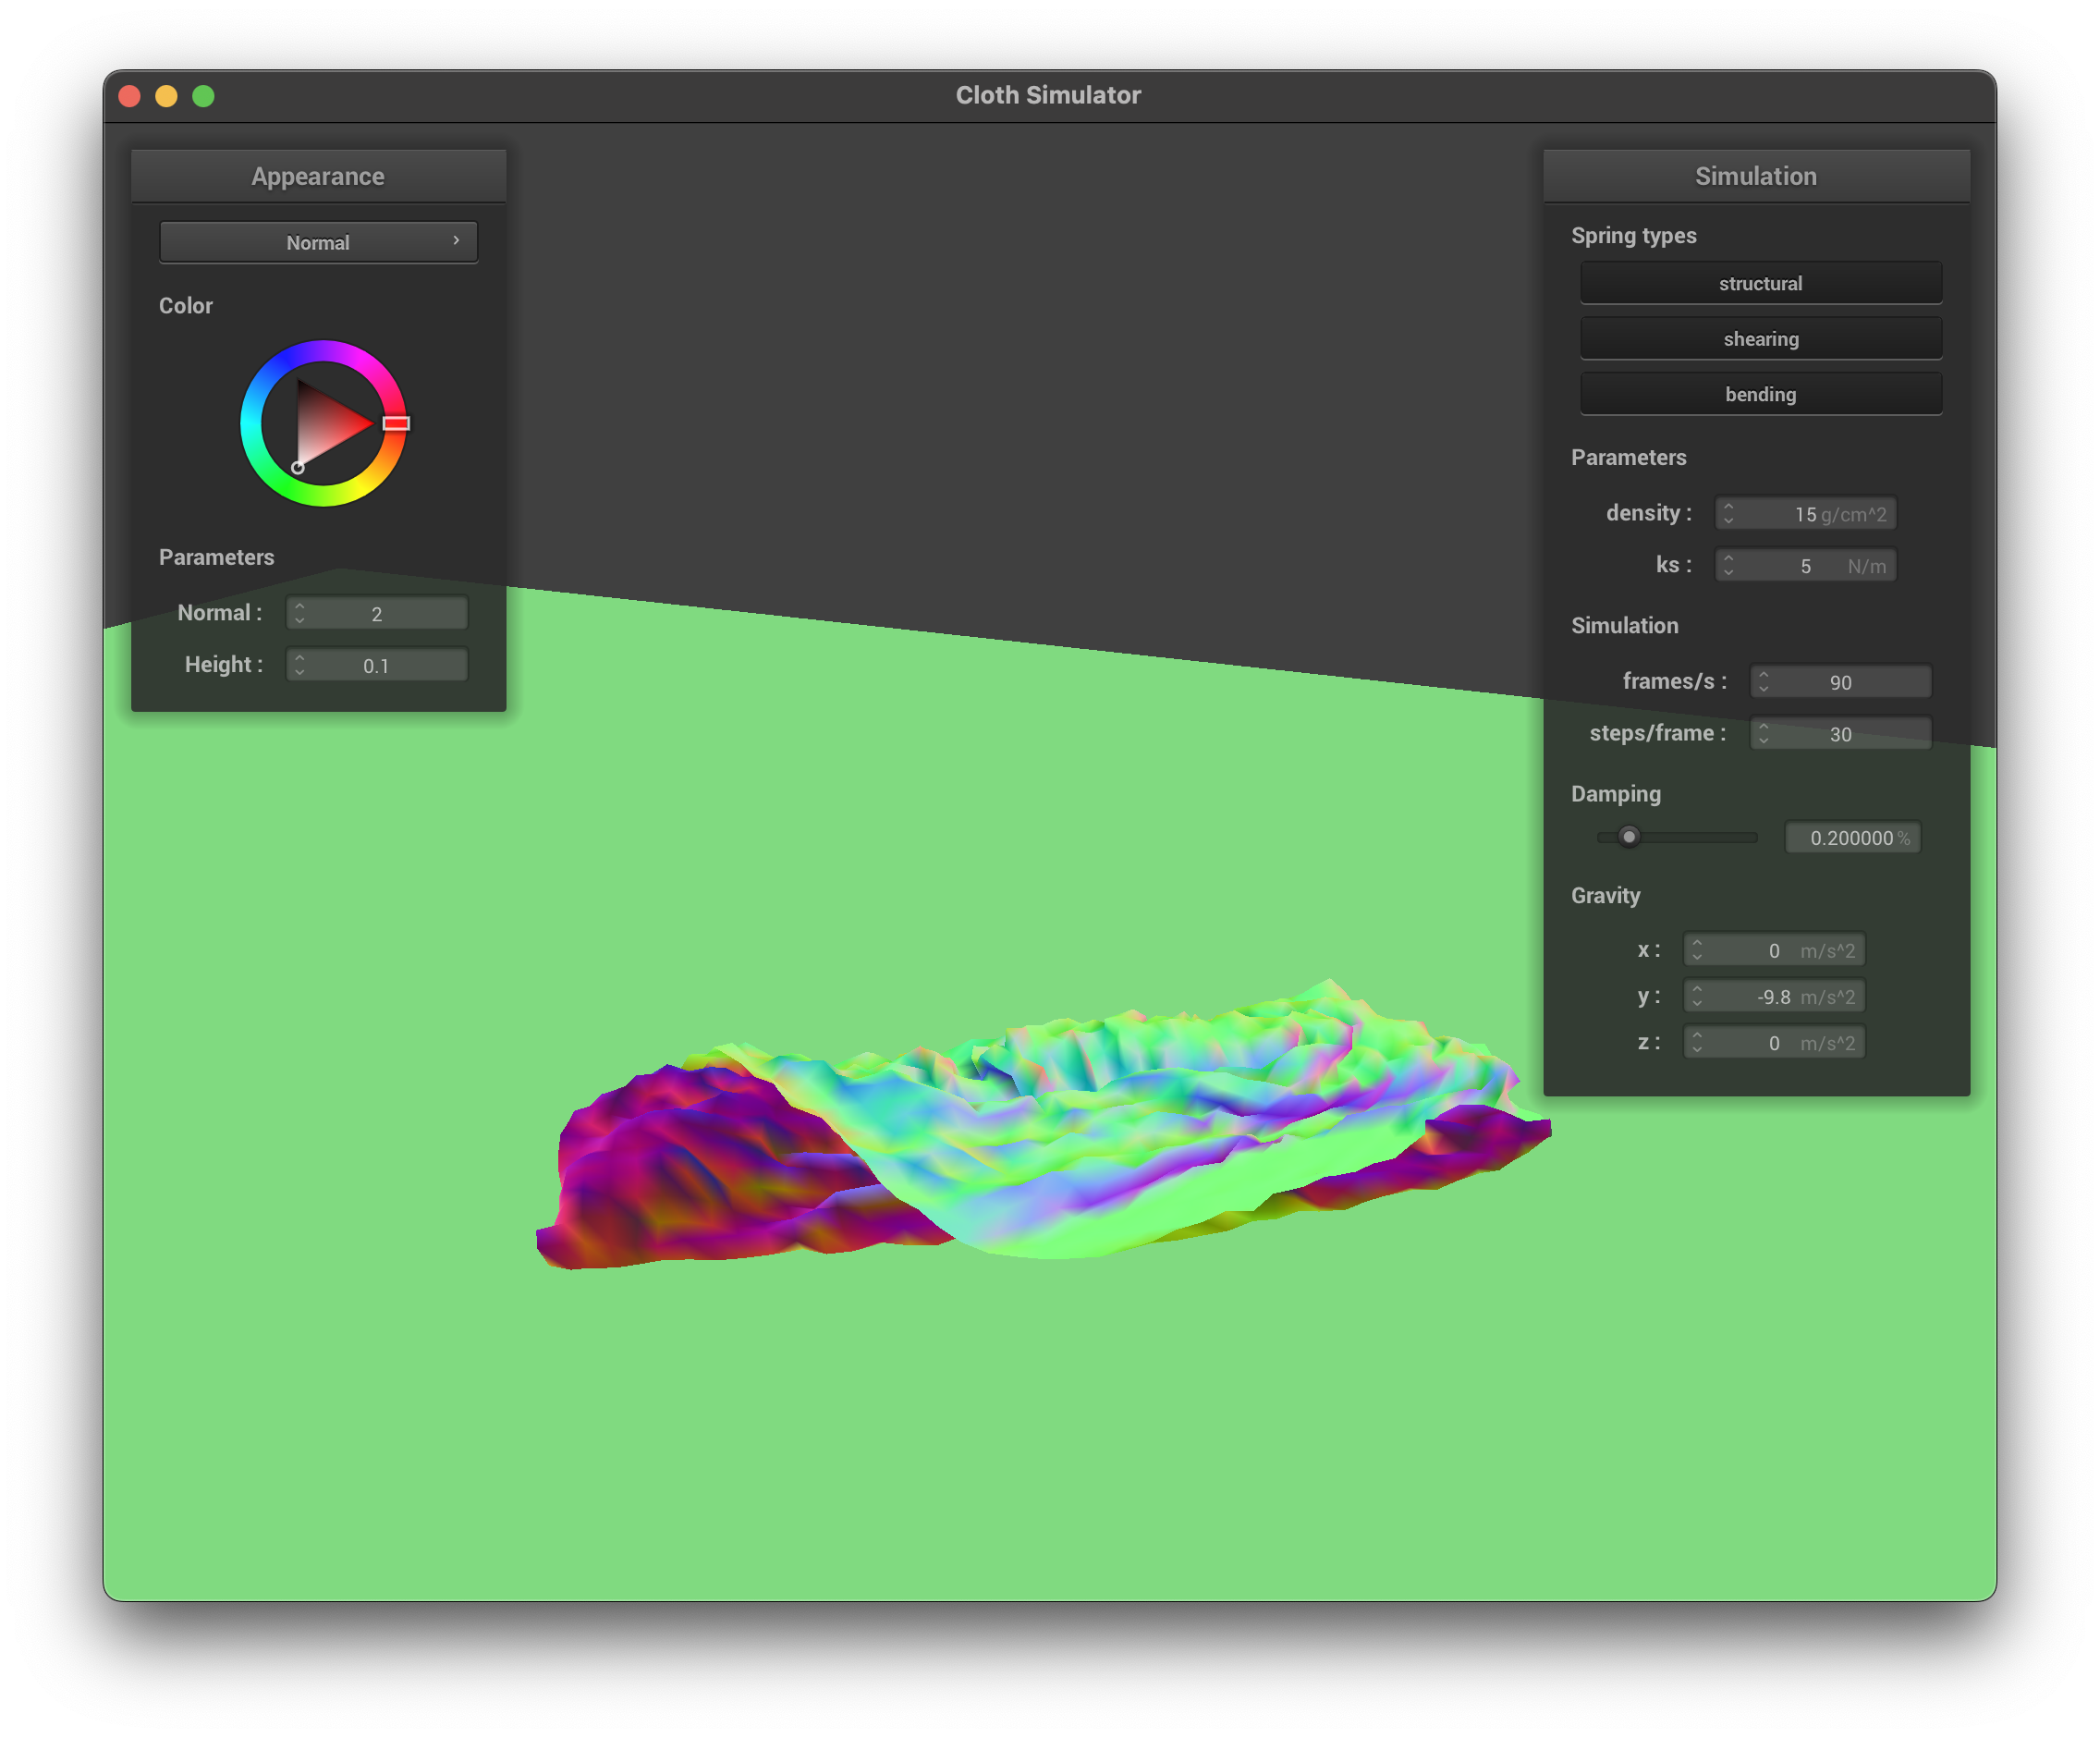 Cloth Simulator
Appearance
Normal
Color
Parameters
Normal : 2
Height : 0.1
Simulation
Spring types
structural
shearing
bending
Parameters
density : 15 g/cm^2
ks : 5 N/m
Simulation
frames/s : 90
steps/frame : 30
Damping
0.200000 %
Gravity
x : 0 m/s^2
y : -9.8 m/s^2
z : 0 m/s^2